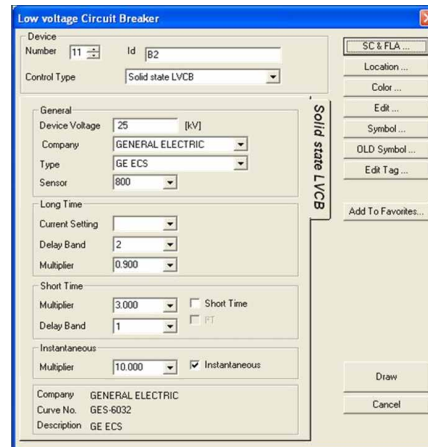 Low voltage Circuit Breaker
Device
Number 11 Id B2
Control Type Solid state LVCB
General
Device Voltage 25 [kV]
Company GENERAL ELECTRIC
Type GE ECS
Sensor 800
Long Time
Current Setting
Delay Band 2
Multiplier 0.900
Short Time
Multiplier 3.000 Short Time
Delay Band 1
Instantaneous
Multiplier 10.000 Instantaneous
Company GENERAL ELECTRIC
Curve No. GES-6032
Description GE ECS
Solid state LVCB
SC & FLA ...
Location ...
Color ...
Edit ...
Symbol ...
OLD Symbol ...
Edit Tag ...
Add To Favorites...
Draw
Cancel